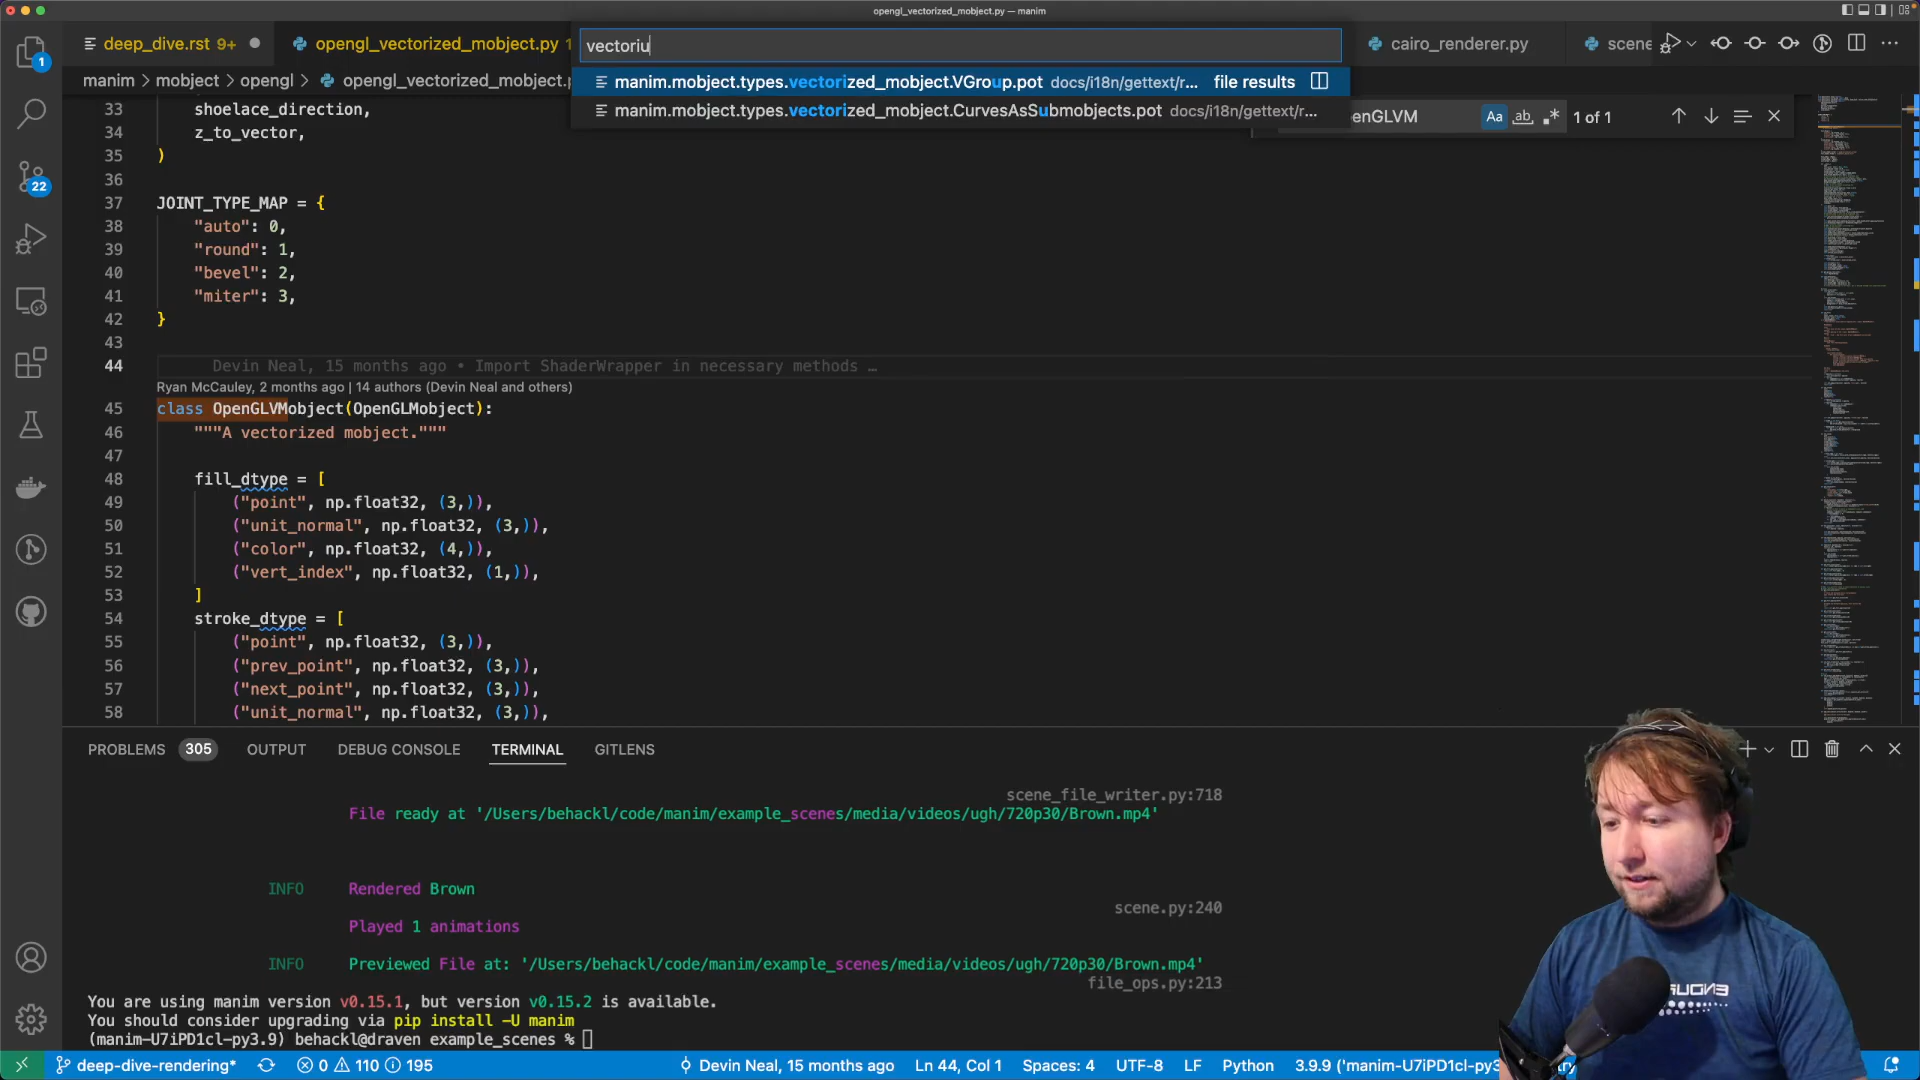 opengl_vectorized_mobject.py — manim
deep_dive.rst 9+
opengl_vectorized_mobject.py 1
vectoriu
cairo_renderer.py
scene
manim > mobject > opengl > opengl_vectorized_mobject.p
manim.mobject.types.vectorized_mobject.VGroup.pot docs/i18n/gettext/r... file results
manim.mobject.types.vectorized_mobject.CurvesAsSubmobjects.pot docs/i18n/gettext/r...
enGLVM Aa ab .* 1 of 1
33 shoelace_direction,
34 z_to_vector,
35 )
36
37 JOINT_TYPE_MAP = {
38 "auto": 0,
39 "round": 1,
40 "bevel": 2,
41 "miter": 3,
42 }
43
44 Devin Neal, 15 months ago • Import ShaderWrapper in necessary methods …
Ryan McCauley, 2 months ago | 14 authors (Devin Neal and others)
45 class OpenGLVMobject(OpenGLMobject):
46 """A vectorized mobject."""
47
48 fill_dtype = [
49 ("point", np.float32, (3,)),
50 ("unit_normal", np.float32, (3,)),
51 ("color", np.float32, (4,)),
52 ("vert_index", np.float32, (1,)),
53 ]
54 stroke_dtype = [
55 ("point", np.float32, (3,)),
56 ("prev_point", np.float32, (3,)),
57 ("next_point", np.float32, (3,)),
58 ("unit_normal", np.float32, (3,)),
1
22
PROBLEMS 305 OUTPUT DEBUG CONSOLE TERMINAL GITLENS
scene_file_writer.py:718
File ready at '/Users/behackl/code/manim/example_scenes/media/videos/ugh/720p30/Brown.mp4'
INFO Rendered Brown
scene.py:240
Played 1 animations
INFO Previewed File at: '/Users/behackl/code/manim/example_scenes/media/videos/ugh/720p30/Brown.mp4'
file_ops.py:213
You are using manim version v0.15.1, but version v0.15.2 is available.
You should consider upgrading via pip install -U manim
(manim-U7iPD1cl-py3.9) behackl@draven example_scenes %
deep-dive-rendering* 0 110 195 Devin Neal, 15 months ago Ln 44, Col 1 Spaces: 4 UTF-8 LF Python 3.9.9 ('manim-U7iPD1cl-py3